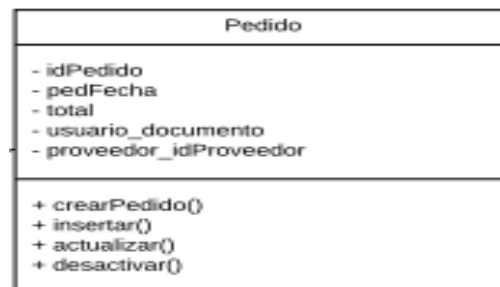 Pedido
- idPedido
- pedFecha
- total
- usuario_documento
- proveedor_idProveedor
+ crearPedido()
+ insertar()
+ actualizar()
+ desactivar()